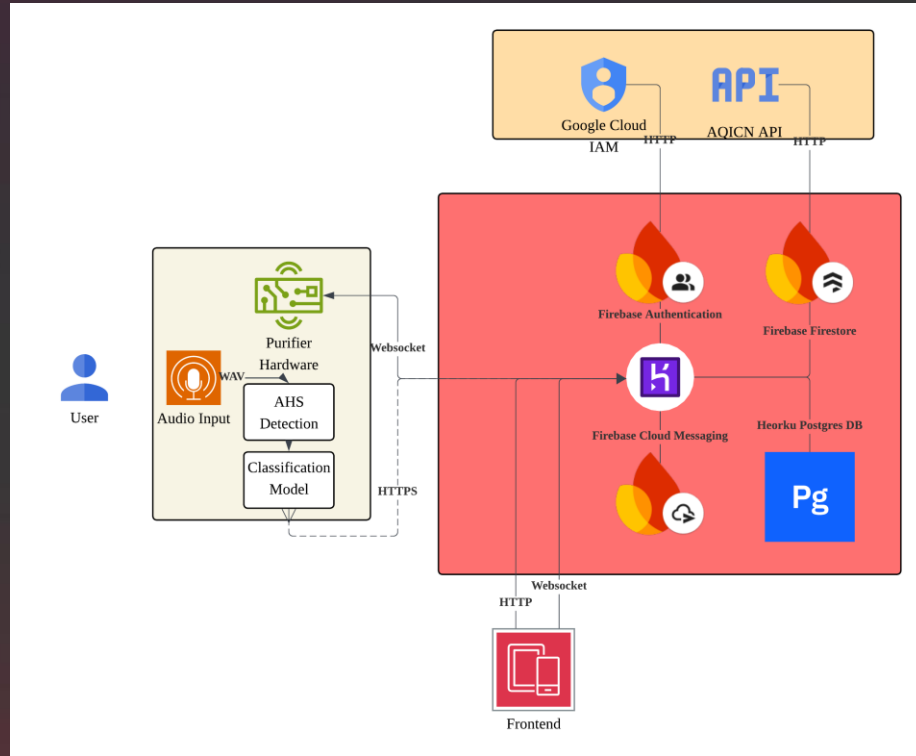 API
Google Cloud
IAM
AQICN API
HTTP
HTTP
Firebase Authentication
Firebase Firestore
Purifier
Hardware
Websocket
WAV
User
Audio Input
AHS
Detection
Classification
Model
HTTPS
Firebase Cloud Messaging
Heorku Postgres DB
Pg
Websocket
HTTP
Frontend